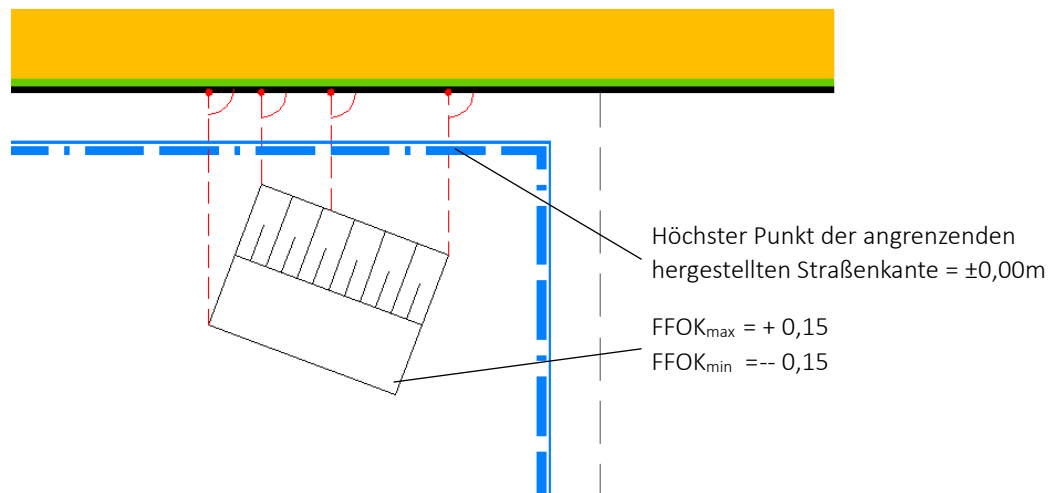 Höchster Punkt der angrenzenden
hergestellten Straßenkante = ±0,00m
FFOKmax = + 0,15
FFOKmin =-- 0,15